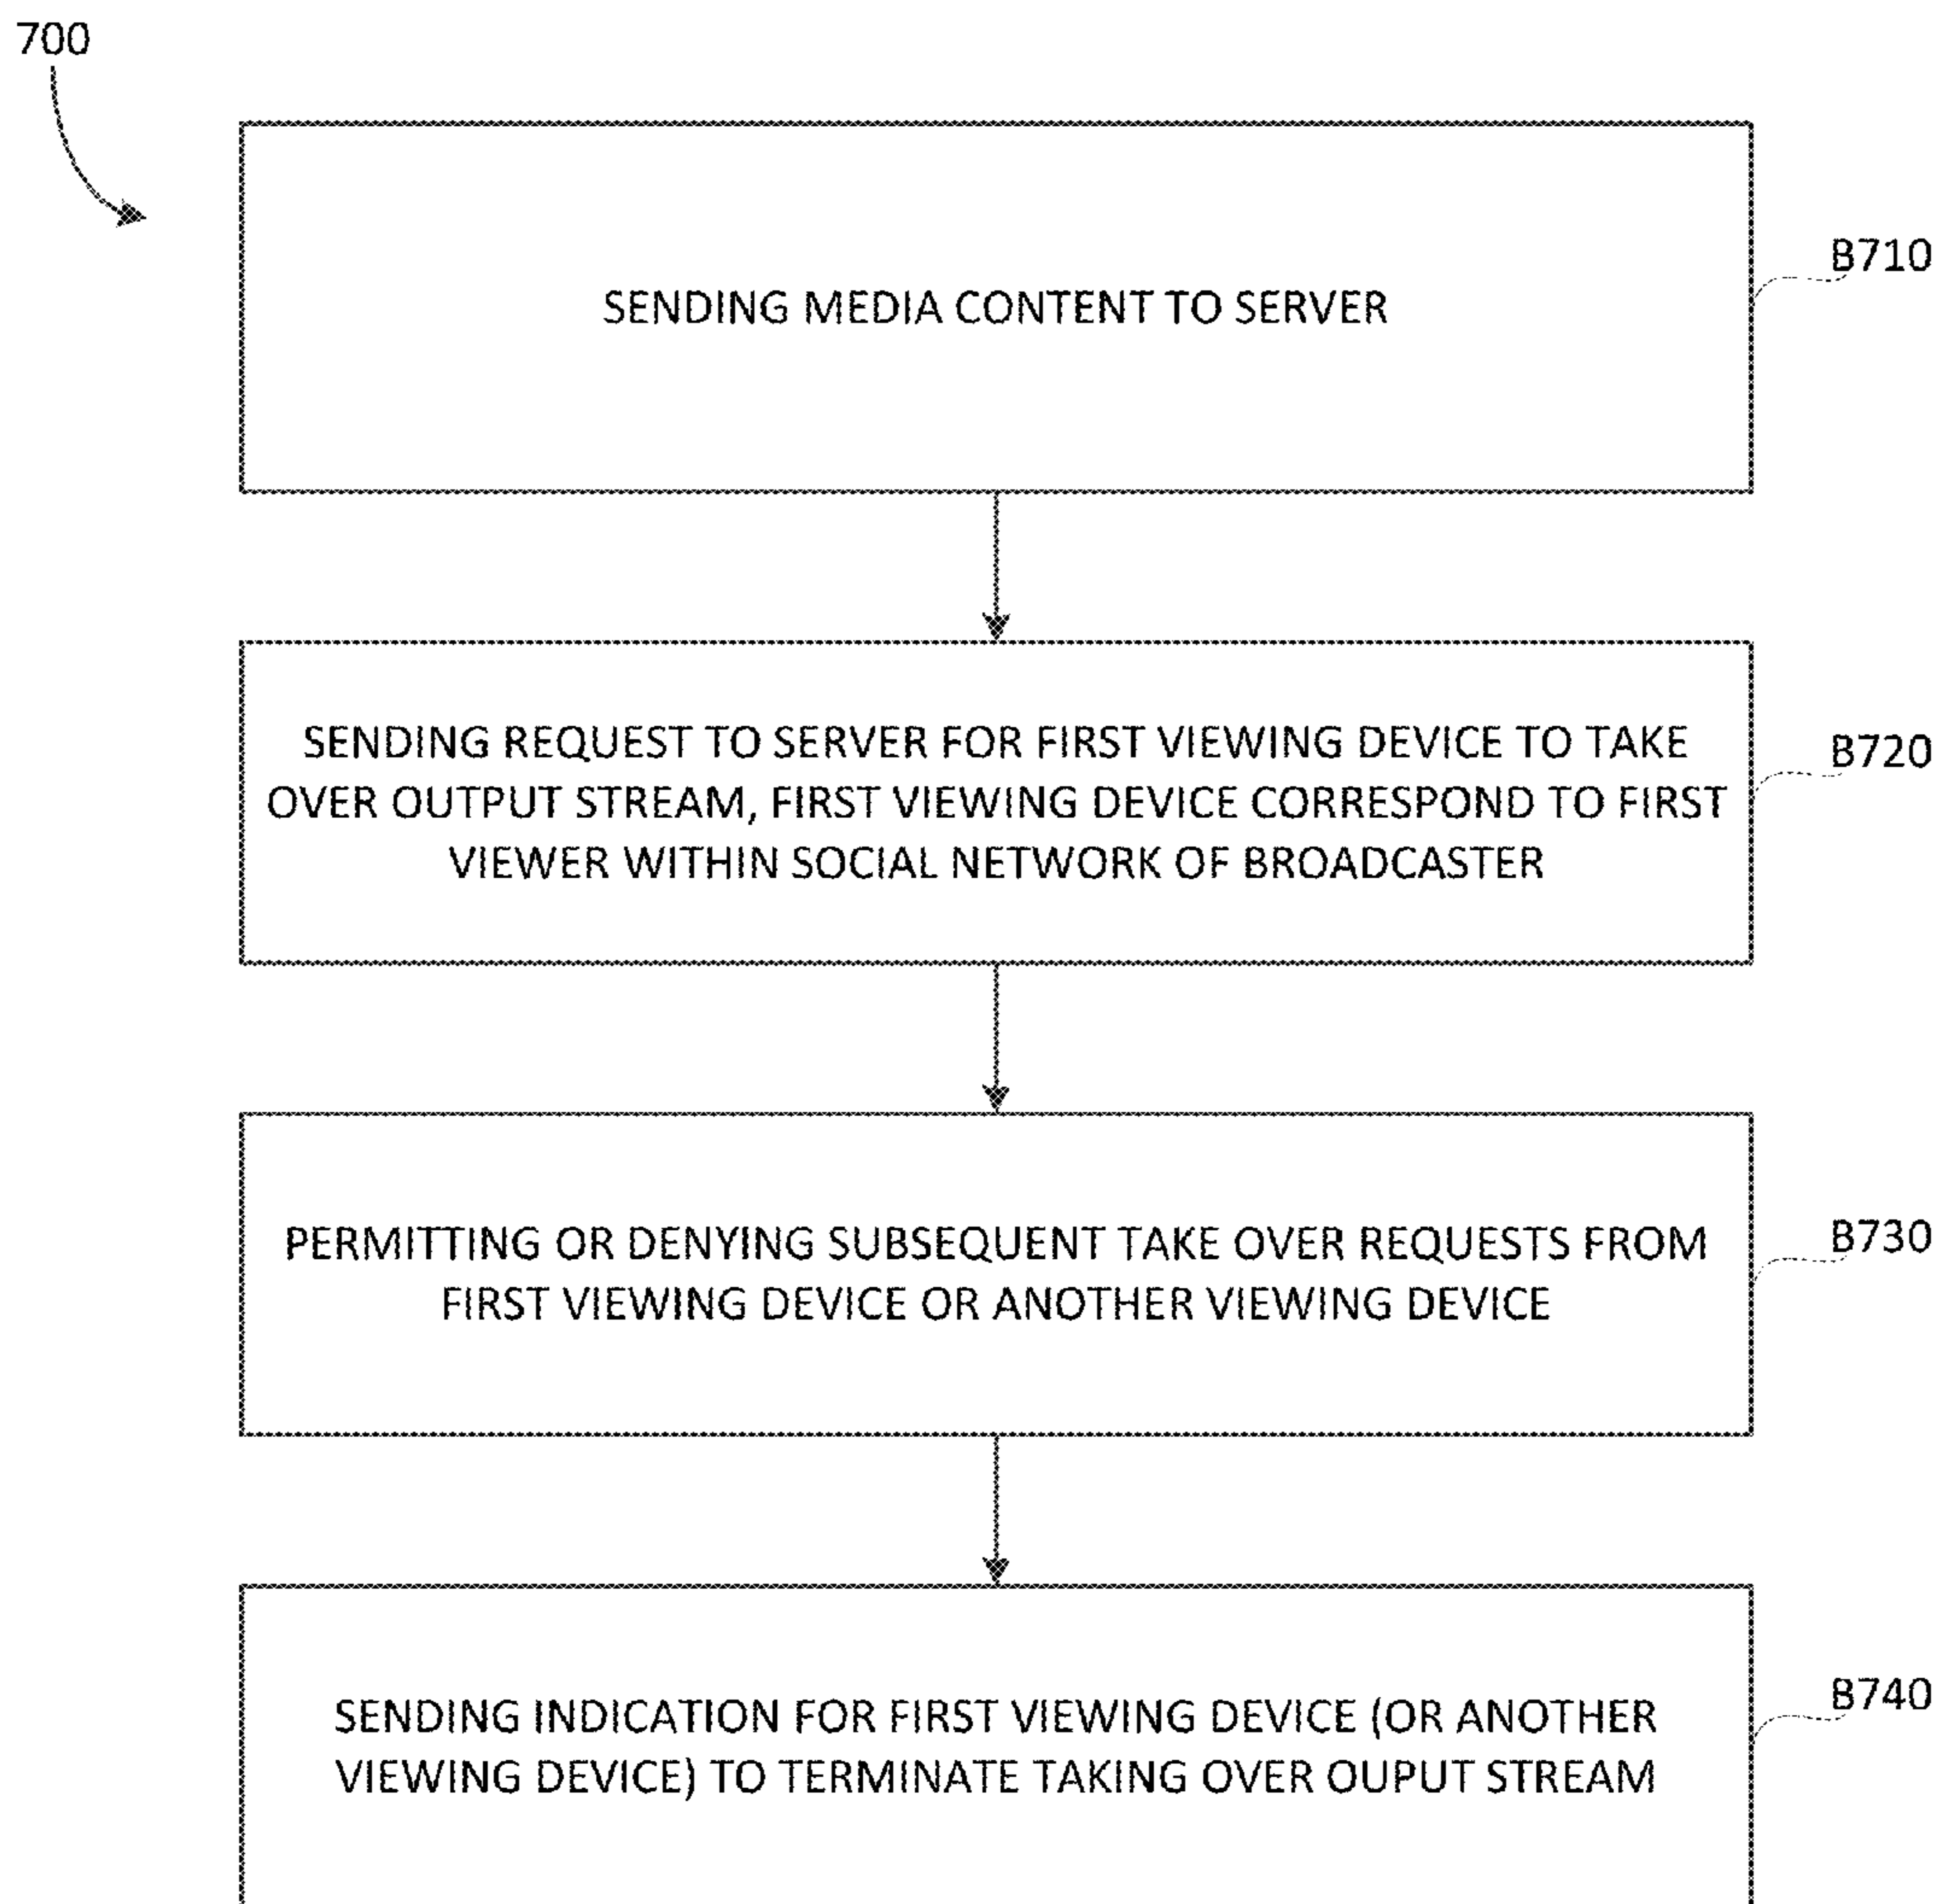 700
SENDING MEDIA CONTENT TO SERVER
B710
SENDING REQUEST TO SERVER FOR FIRST VIEWING DEVICE TO TAKE
OVER OUTPUT STREAM, FIRST VIEWING DEVICE CORRESPOND TO FIRST
VIEWER WITHIN SOCIAL NETWORK OF BROADCASTER
B720
PERMITTING OR DENYING SUBSEQUENT TAKE OVER REQUESTS FROM
FIRST VIEWING DEVICE OR ANOTHER VIEWING DEVICE
B730
SENDING INDICATION FOR FIRST VIEWING DEVICE (OR ANOTHER
VIEWING DEVICE) TO TERMINATE TAKING OVER OUPUT STREAM
B740